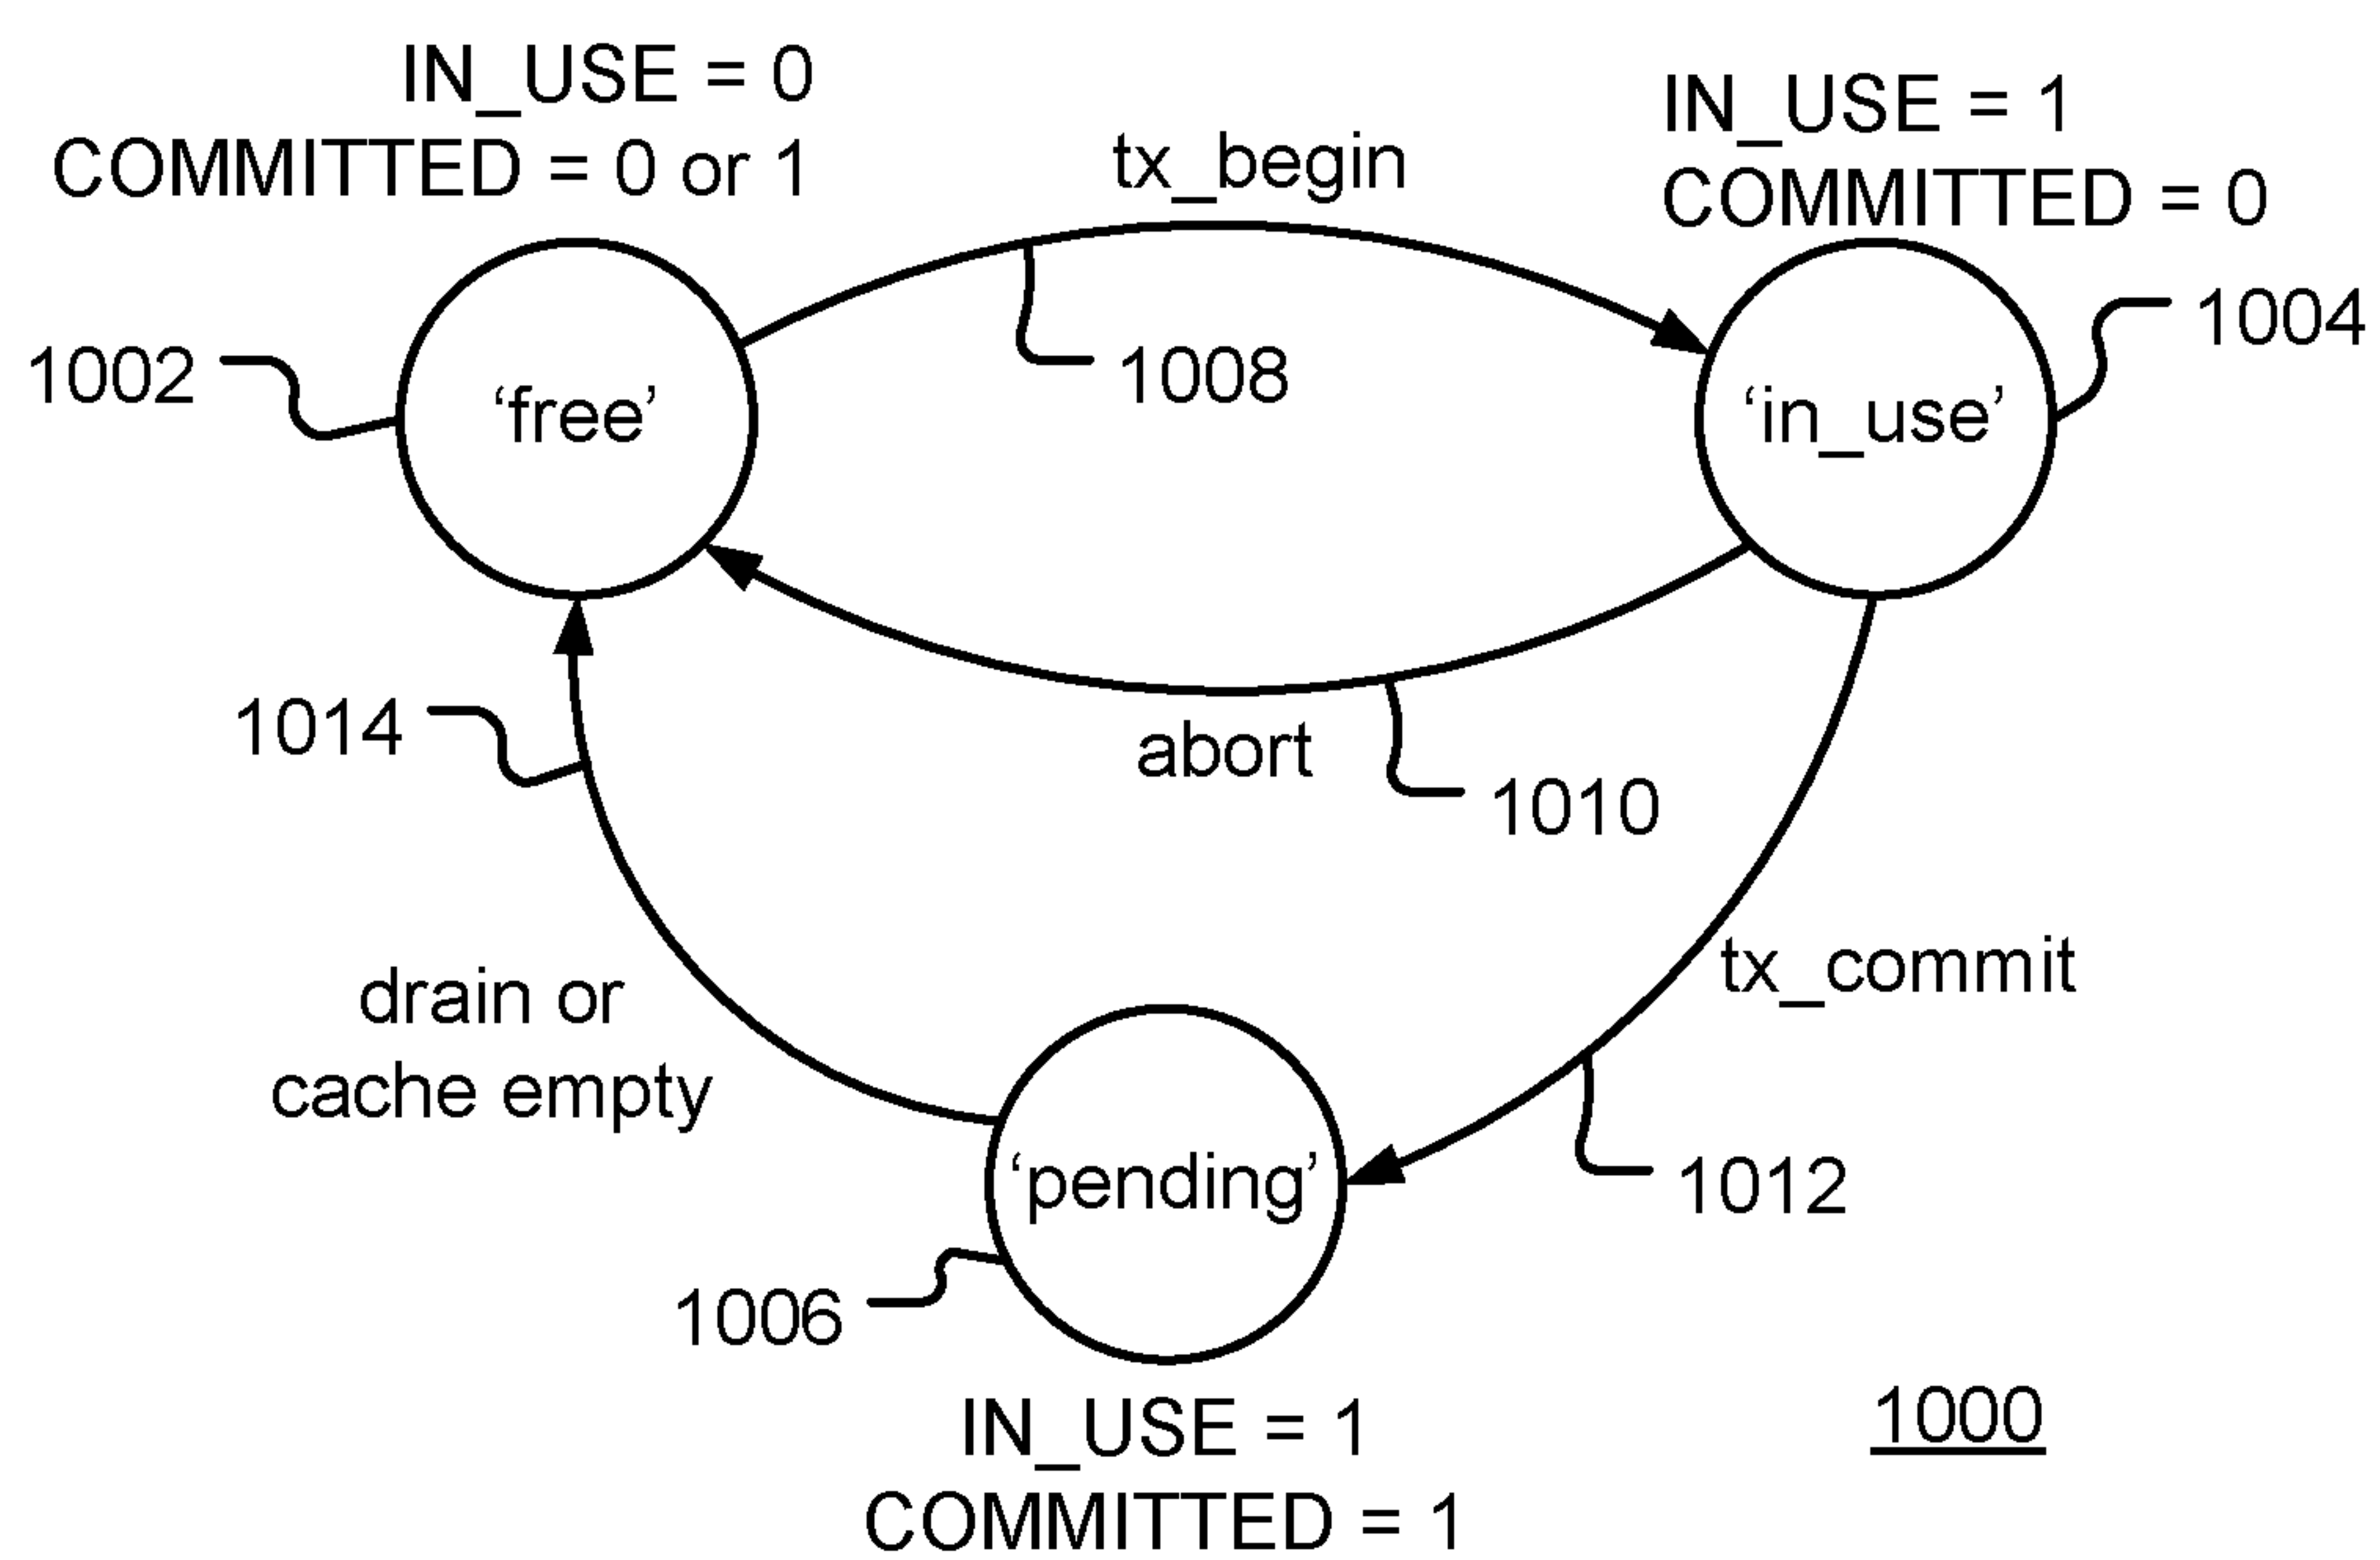 IN_USE = 0
COMMITTED = 0 or 1
IN_USE = 1
COMMITTED = 0
tx_begin
1002
‘free’
1008
‘in_use’
1004
1014
abort
1010
drain or
cache empty
tx_commit
‘pending’
1012
1006
IN_USE = 1
COMMITTED = 1
1000